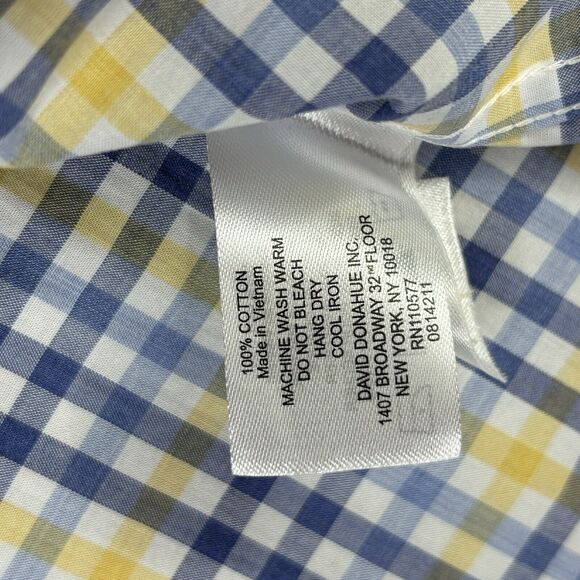 100% COTTON
Made in Vietnam
MACHINE WASH WARM
DO NOT BLEACH
HANG DRY
COOL IRON
DAVID DONAHUE INC.
1407 BROADWAY 32ND FLOOR
NEW YORK, NY 10018
RN110577
0814211